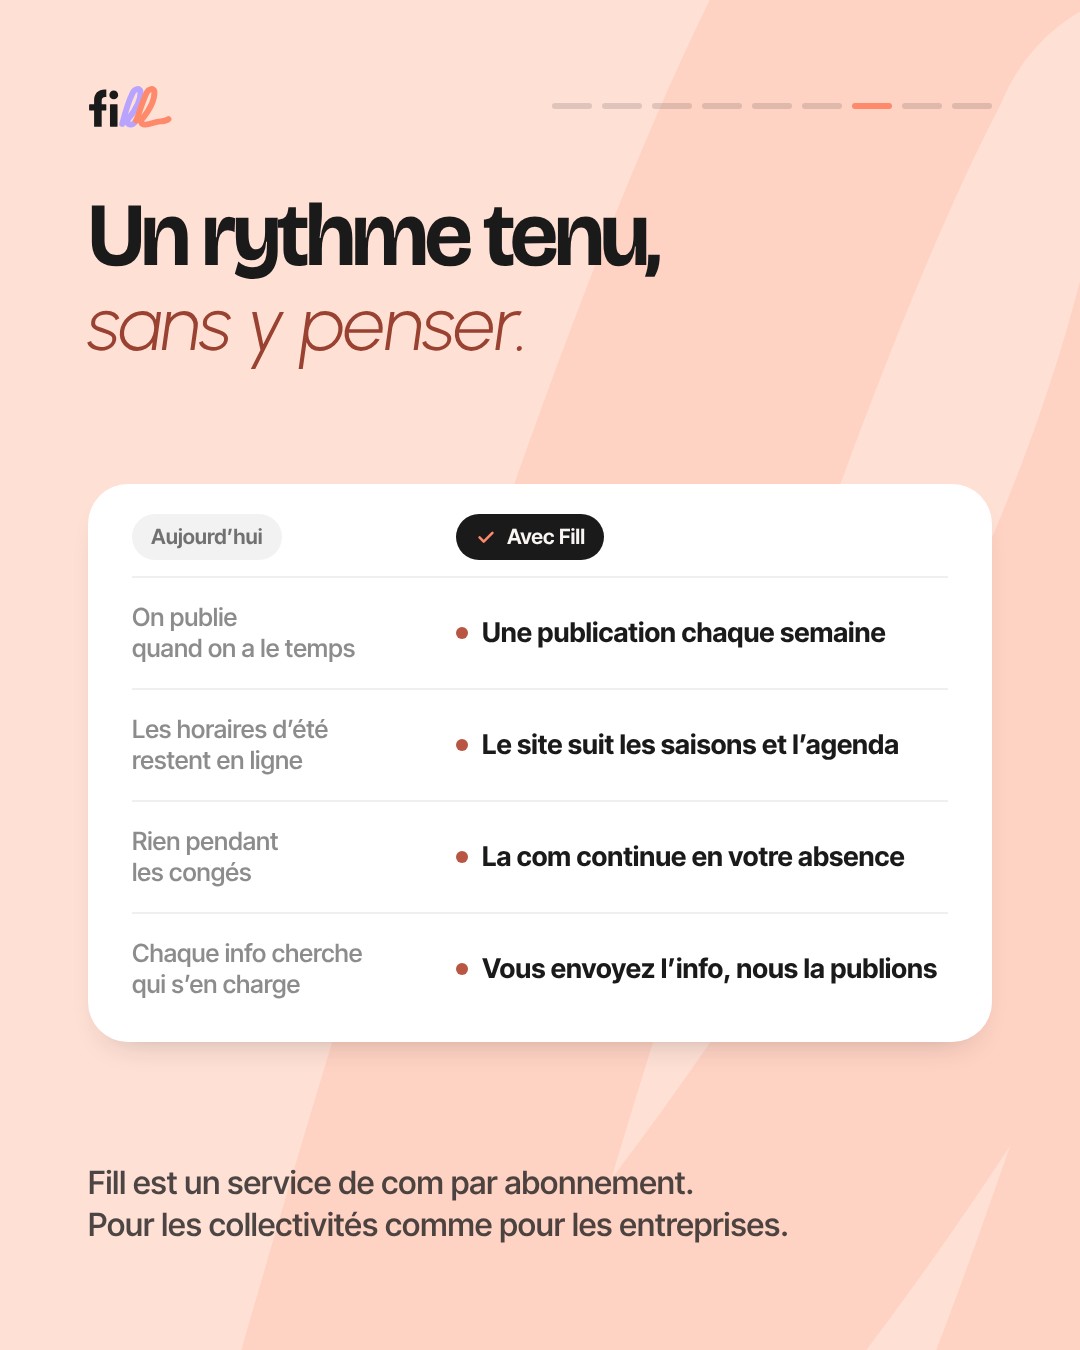 fill
Un rythme tenu,
sans y penser.
Aujourd’hui
Avec Fill
On publie
quand on a le temps
Une publication chaque semaine
Les horaires d’été
restent en ligne
Le site suit les saisons et l’agenda
Rien pendant
les congés
La com continue en votre absence
Chaque info cherche
qui s’en charge
Vous envoyez l’info, nous la publions
Fill est un service de com par abonnement.
Pour les collectivités comme pour les entreprises.